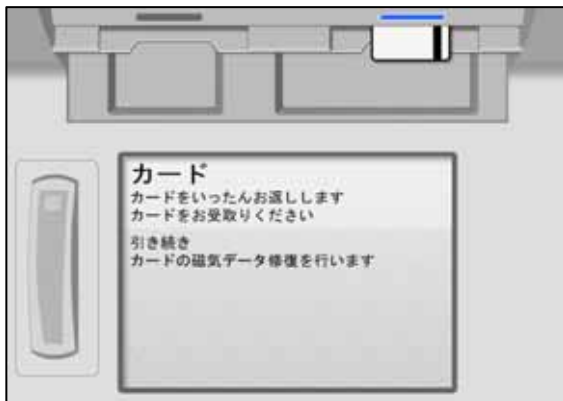 カード
カードをいったんお返しします
カードをお受取りください
引き続き
カードの磁気データ修復を行います